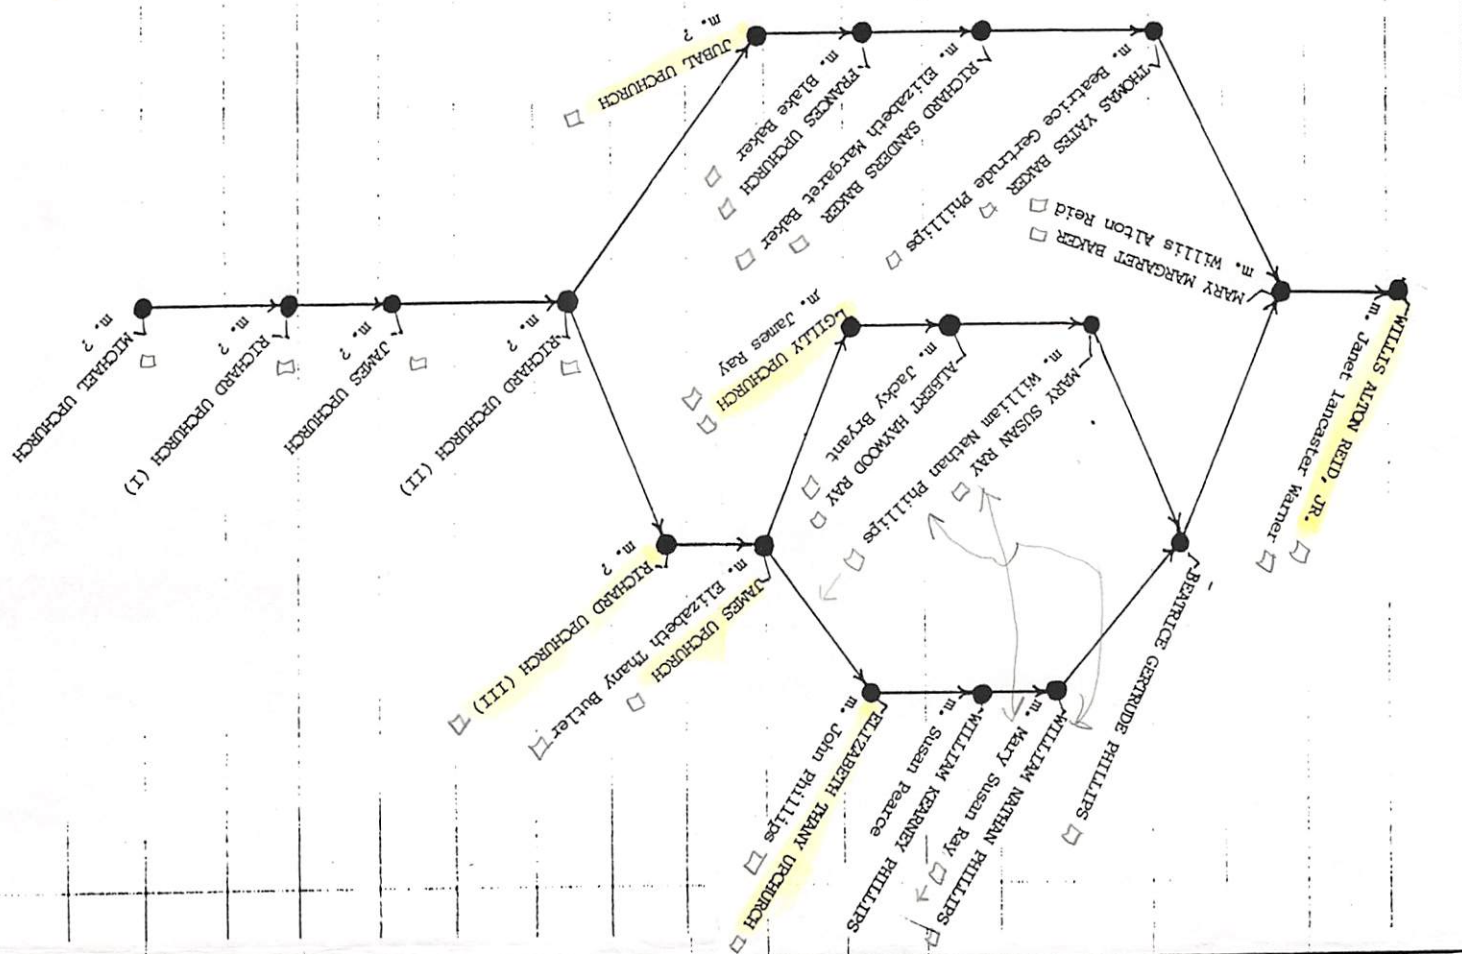 MICHAEL UPCHURCH
m. ?
RICHARD UPCHURCH (I)
m. ?
JAMES UPCHURCH
m. ?
RICHARD UPCHURCH (II)
m. ?
JUBAL UPCHURCH
m. ?
FRANCES UPCHURCH
m. Blake Baker
RICHARD SANDERS BAKER
m. Elizabeth Margaret Baker
THOMAS YATES BAKER
m. Beatrice Gertrude Phillips
MARY MARGARET BAKER
m. Willis Alton Reid
WILLIS ALTON REID, JR.
m. Janet Lancaster Warner
RICHARD UPCHURCH (III)
m. ?
JAMES UPCHURCH
m. Elizabeth Thany Butler
GILLY UPCHURCH
m. James Ray
ALBERT HAYWOOD RAY
m. Jacky Bryant
MARY SUSAN RAY
m. William Nathan Phillips
ELIZABETH THANY UPCHURCH
m. John Phillips
WILLIAM KEARNEY PHILLIPS
m. Susan Pearce
WILLIAM NATHAN PHILLIPS
m. Mary Susan Ray
BEATRICE GERTRUDE PHILLIPS